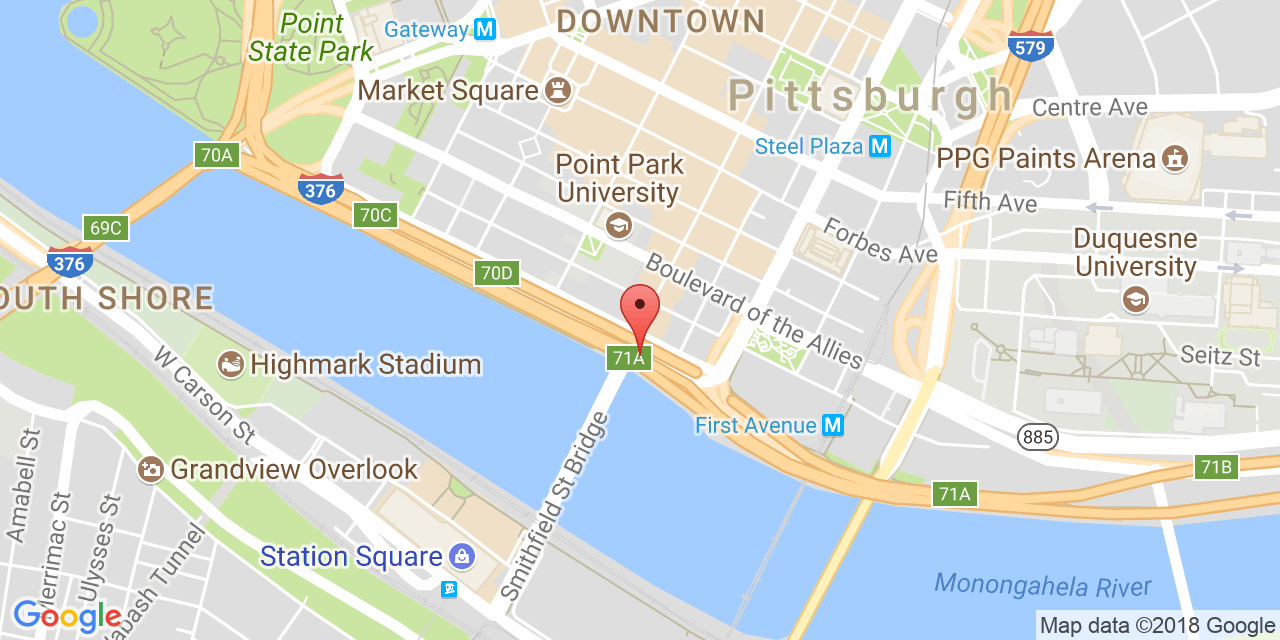 Point
State Park
Gateway M
DOWNTOWN
579
Market Square
Pittsburgh
Centre Ave
70A
Steel Plaza M
PPG Paints Arena
Point Park
University
376
70C
Fifth Ave
69C
Forbes Ave
Duquesne
University
376
70D
Boulevard of the Allies
OUTH SHORE
71A
Seitz St
Highmark Stadium
W Carson St
First Avenue M
885
Smithfield St Bridge
71B
Grandview Overlook
71A
Amabell St
Merrimac St
Ulysses St
Wabash Tunnel
Station Square
Monongahela River
Google
Map data ©2018 Google